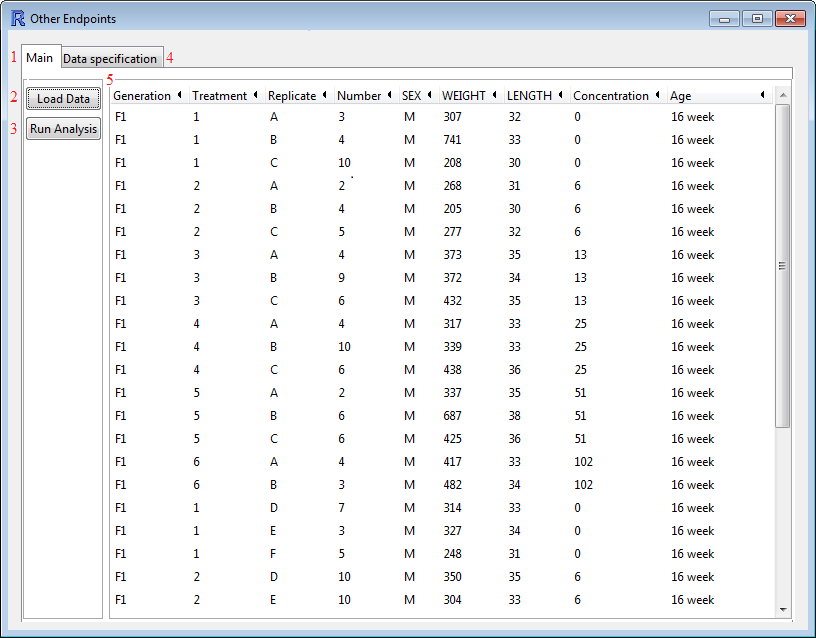 Other Endpoints
1 Main Data specification 4
5
2 Load Data
3 Run Analysis
Generation Treatment Replicate Number SEX WEIGHT LENGTH Concentration Age
F1 1 A 3 M 307 32 0 16 week
F1 1 B 4 M 741 33 0 16 week
F1 1 C 10 M 208 30 0 16 week
F1 2 A 2 M 268 31 6 16 week
F1 2 B 4 M 205 30 6 16 week
F1 2 C 5 M 277 32 6 16 week
F1 3 A 4 M 373 35 13 16 week
F1 3 B 9 M 372 34 13 16 week
F1 3 C 6 M 432 35 13 16 week
F1 4 A 4 M 317 33 25 16 week
F1 4 B 10 M 339 33 25 16 week
F1 4 C 6 M 438 36 25 16 week
F1 5 A 2 M 337 35 51 16 week
F1 5 B 6 M 687 38 51 16 week
F1 5 C 6 M 425 36 51 16 week
F1 6 A 4 M 417 33 102 16 week
F1 6 B 3 M 482 34 102 16 week
F1 1 D 7 M 314 33 0 16 week
F1 1 E 3 M 327 34 0 16 week
F1 1 F 5 M 248 31 0 16 week
F1 2 D 10 M 350 35 6 16 week
F1 2 E 10 M 304 33 6 16 week